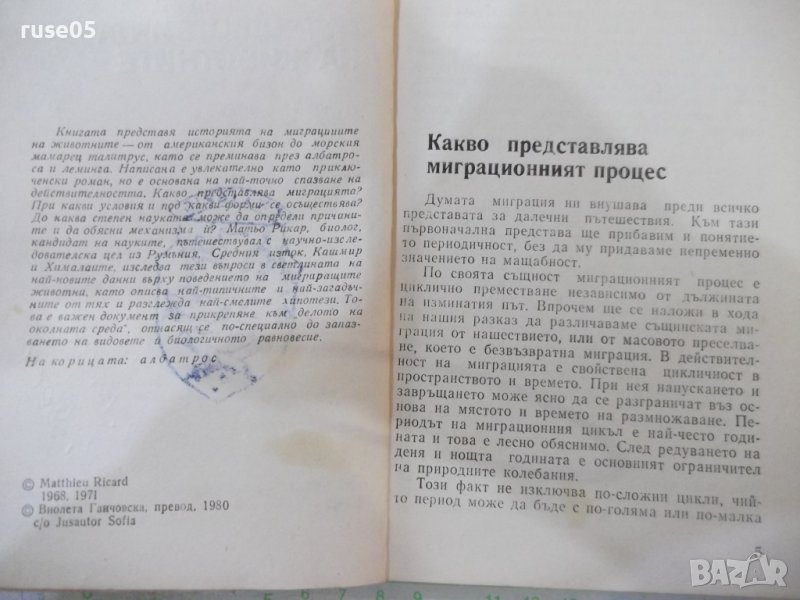 ruse05
Книгата представя историята на миграциите
на животните — от американския бизон до морския
мамарец талитрус, като се преминава през албатро-
са и леминга. Написана е увлекателно като приклю-
ченски роман, но е основана на най-точно спазване на
действителността. Какво представлява миграцията?
При какви условия и под какви форми се осъществява?
До каква степен науката може да определи причините
и да обясни механизма ѝ? Матьо Рикар, биолог,
кандидат на науките, пътешествувал с научно-изсле-
дователска цел из Румъния, Средния изток, Кашмир
и Хималаите, изследва тези въпроси в светлината на
най-новите данни върху поведението на мигриращите
животни, като описва най-типичните и най-загадъч-
ните от тях и разглежда най-смелите хипотези. То-
ва е важен документ за прикрепяне към делото на
околната среда, отнасящ се по-специално до запаз-
ването на видовете и биологичното равновесие.
На корицата: албатрос
© Matthieu Ricard
1968, 1971
© Виолета Ганчовска, превод, 1980
c/o Jusautor Sofia
Какво представлява
миграционният процес
Думата миграция ни внушава преди всичко
представата за далечни пътешествия. Към тази
първоначална представа ще прибавим и понятие-
то периодичност, без да му придаваме непременно
значението на мащабност.
По своята същност миграционният процес е
циклично преместване независимо от дължината
на изминатия път. Впрочем ще се наложи в хода
на нашия разказ да различаваме същинската ми-
грация от нашествието, или от масовото преселва-
не, което е безвъзвратна миграция. В действител-
ност на миграцията е свойствена цикличност в
пространството и времето. При нея напускането и
завръщането може ясно да се разграничат въз ос-
нова на мястото и времето на размножаване. Пе-
риодът на миграционния цикъл е най-често годи-
ната и това е лесно обяснимо. След редуването на
деня и нощта годината е основният ограничител
на природните колебания.
Този факт не изключва по-сложни цикли, чий-
то период може да бъде с по-голяма или по-малка
5
bazar.bg